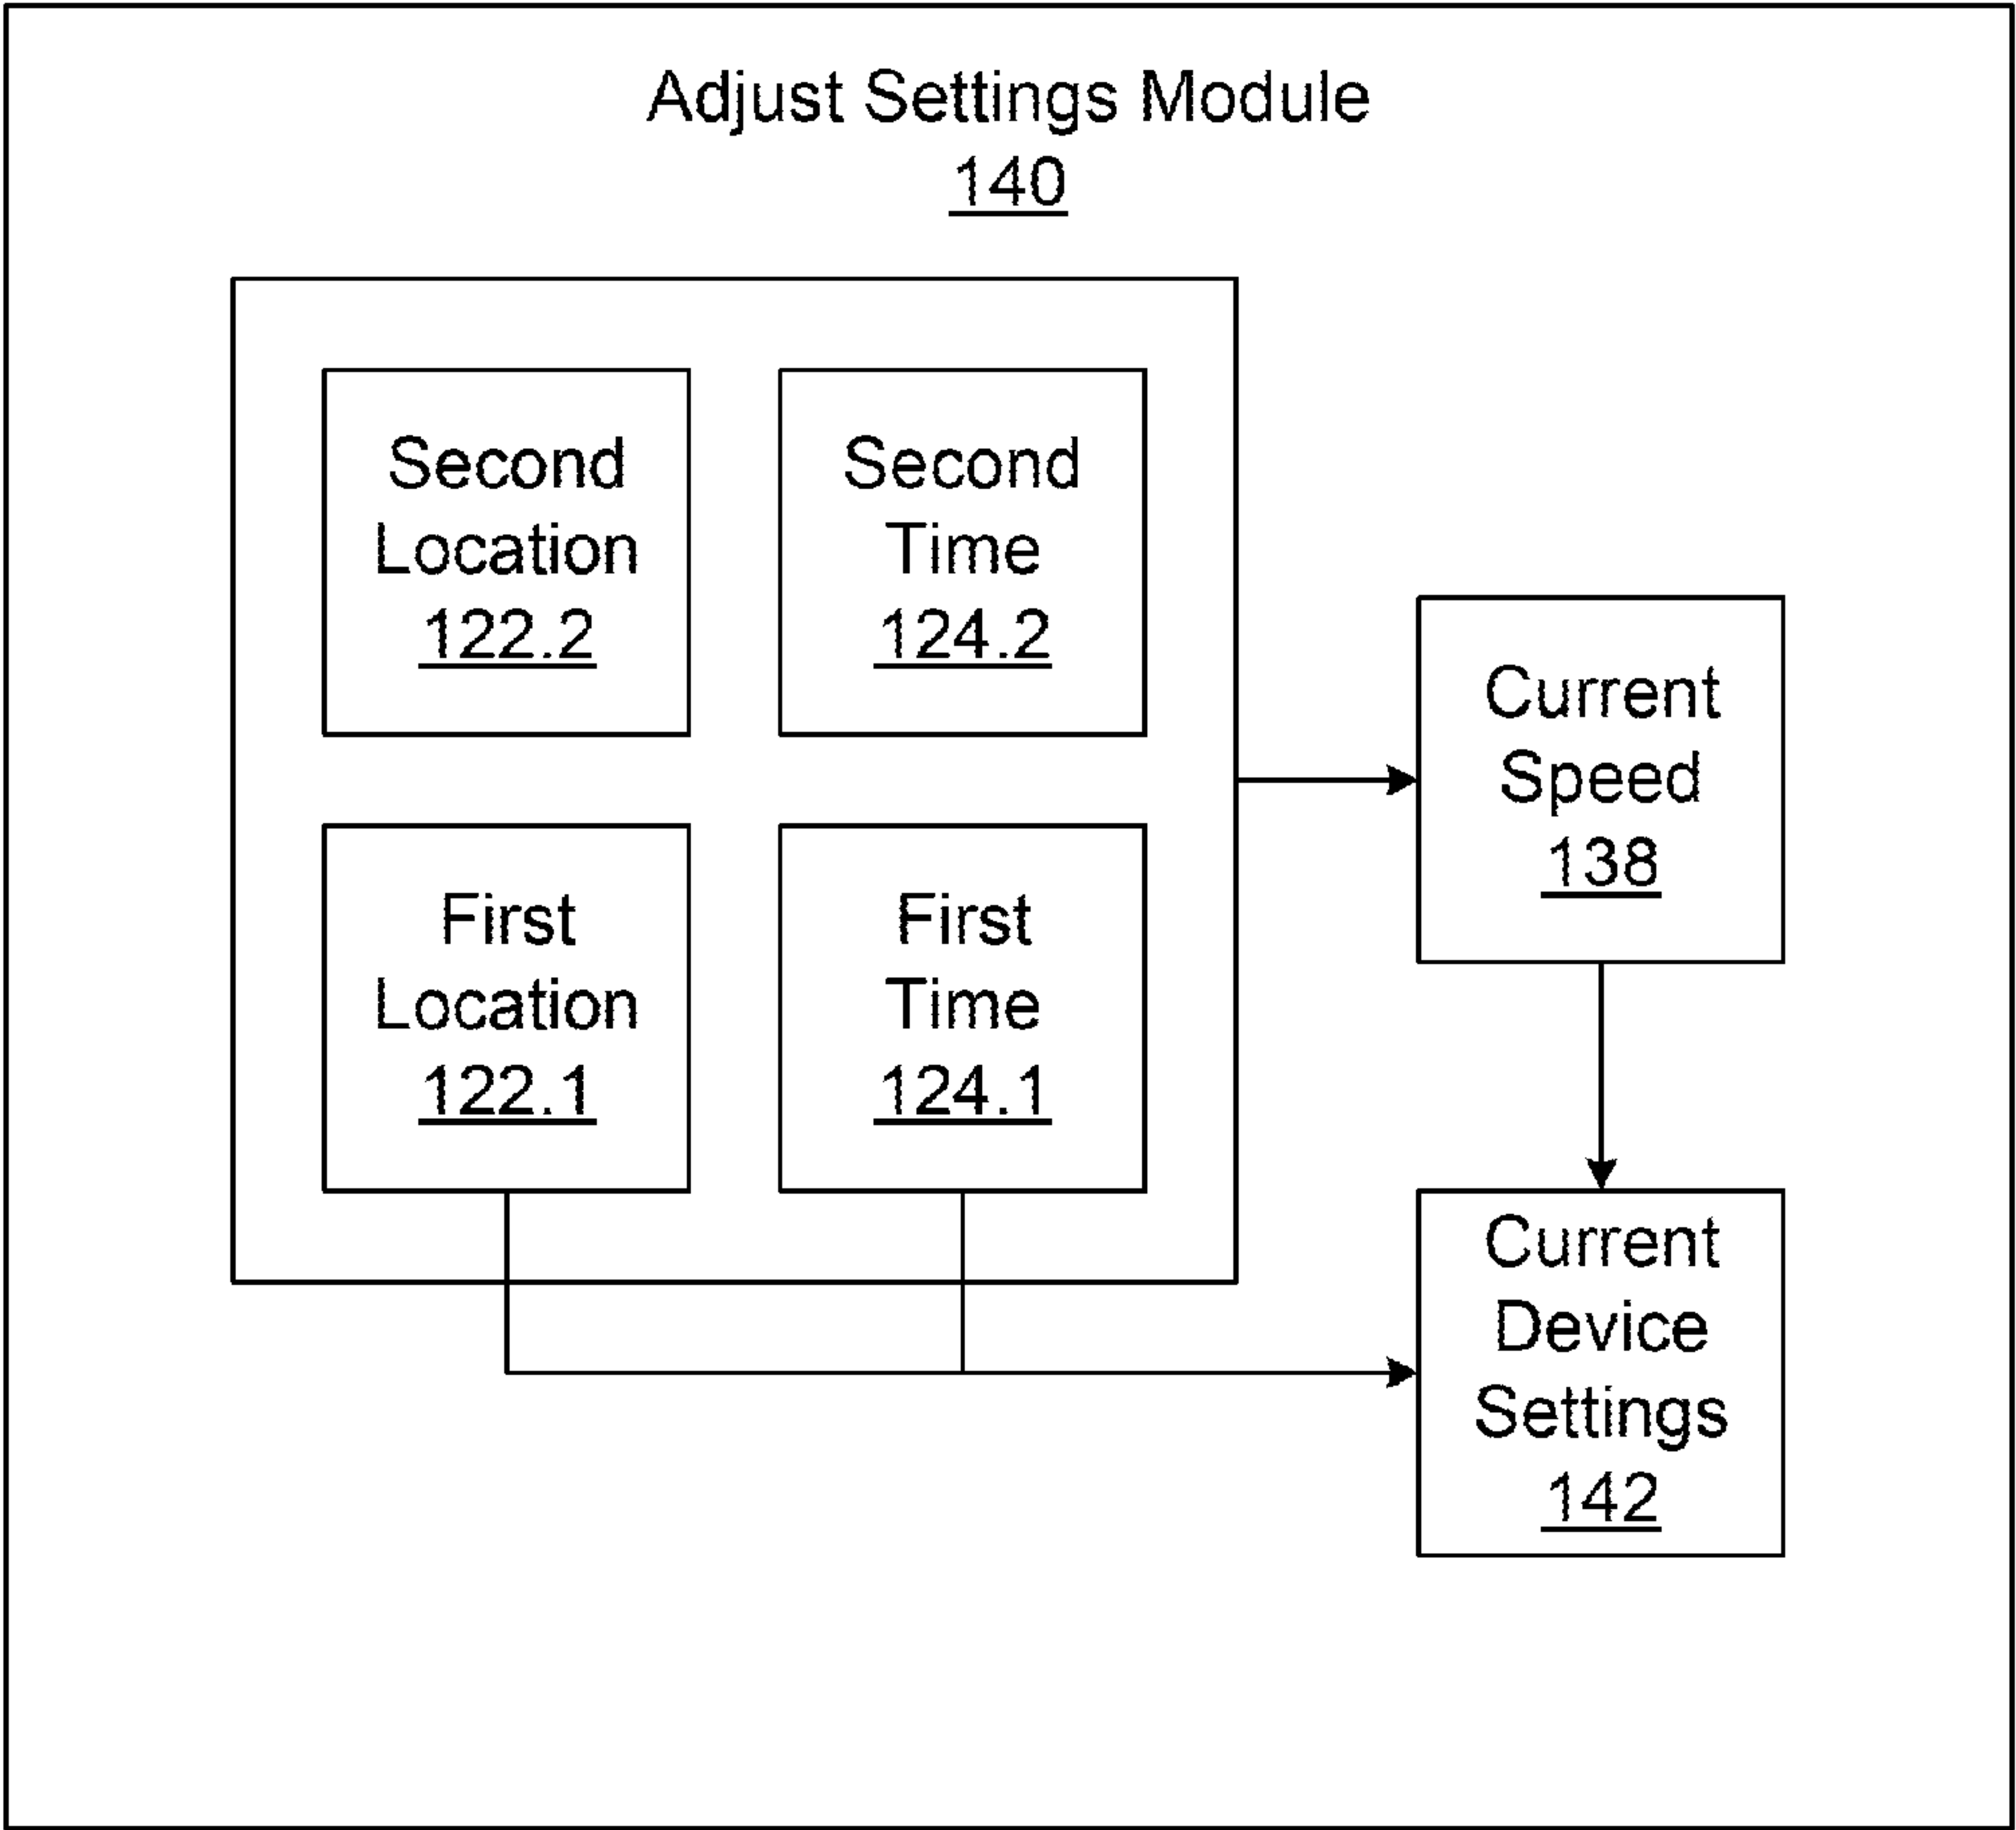 Adjust Settings Module
140
Second
Location
122.2
Second
Time
124.2
First
Location
122.1
First
Time
124.1
Current
Speed
138
Current
Device
Settings
142